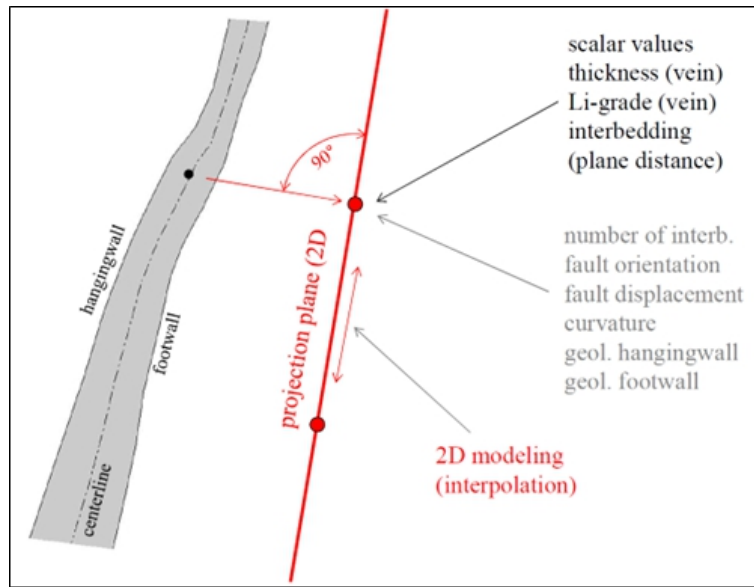 scalar values
thickness (vein)
Li-grade (vein)
interbedding
(plane distance)
90°
hangingwall
footwall
centerline
projection plane (2D
number of interb.
fault orientation
fault displacement
curvature
geol. hangingwall
geol. footwall
2D modeling
(interpolation)